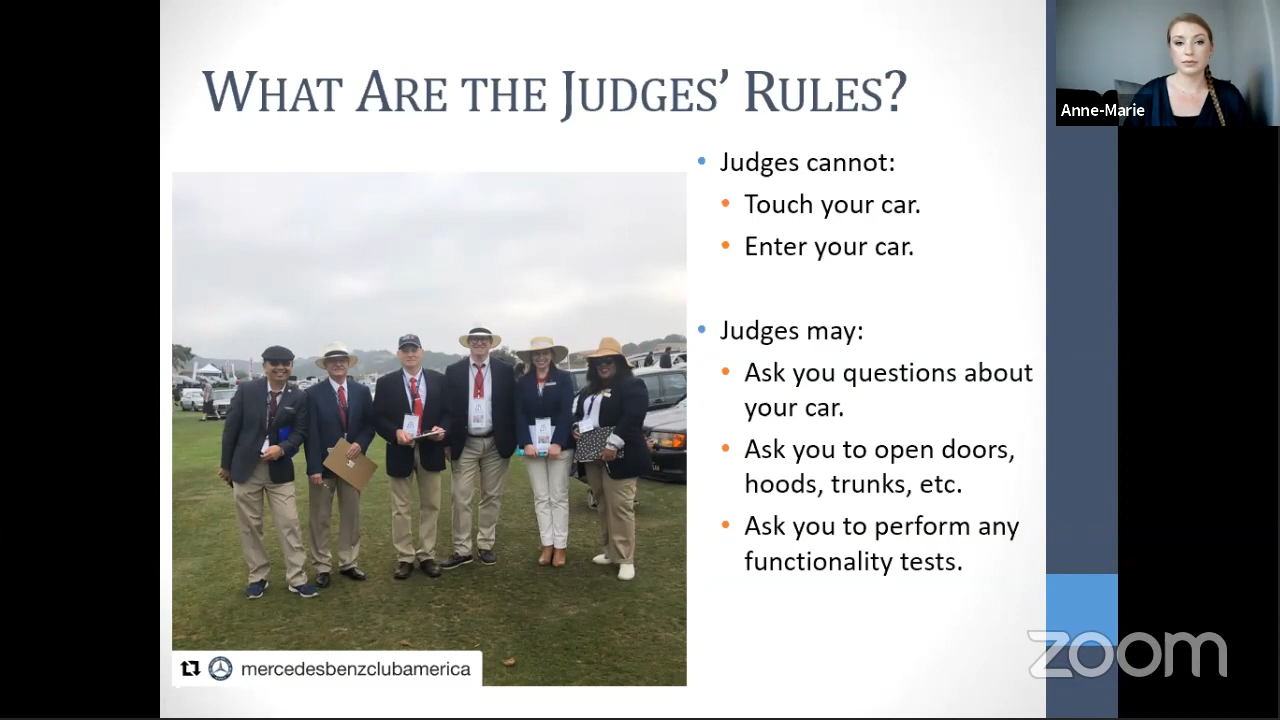 WHAT ARE THE JUDGES' RULES?
Anne-Marie
• Judges cannot:
• Touch your car.
• Enter your car.
• Judges may:
• Ask you questions about
your car.
• Ask you to open doors,
hoods, trunks, etc.
• Ask you to perform any
functionality tests.
mercedesbenzclubamerica
zoom